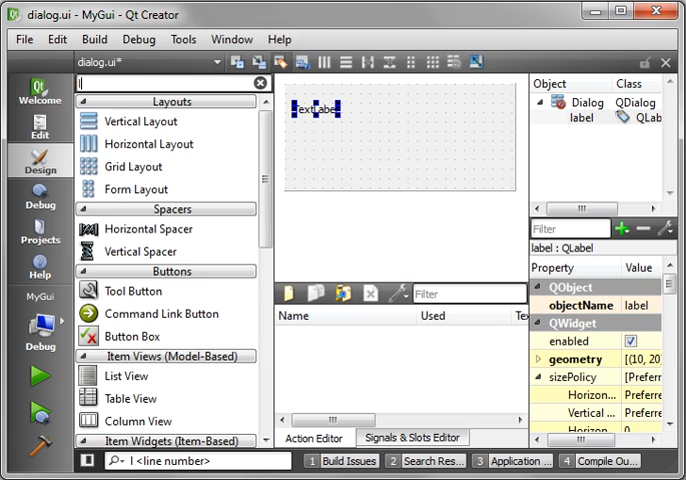 dialog.ui - MyGui - Qt Creator
File Edit Build Debug Tools Window Help
dialog.ui*
Welcome
Edit
Design
Debug
Projects
Help
MyGui
Debug
l
Layouts
Vertical Layout
Horizontal Layout
Grid Layout
Form Layout
Spacers
Horizontal Spacer
Vertical Spacer
Buttons
Tool Button
Command Link Button
Button Box
Item Views (Model-Based)
List View
Table View
Column View
Item Widgets (Item-Based)
TextLabel
Filter
Name Used Te
Action Editor Signals & Slots Editor
Object Class
Dialog QDialog
label QLab
Filter
label : QLabel
Property Value
QObject
objectName label
QWidget
enabled
geometry [(10, 20)
sizePolicy [Preferre
Horizon... Preferre
Vertical ... Preferre
Horizon 0
l <line number>
1 Build Issues 2 Search Res... 3 Application ... 4 Compile Ou...